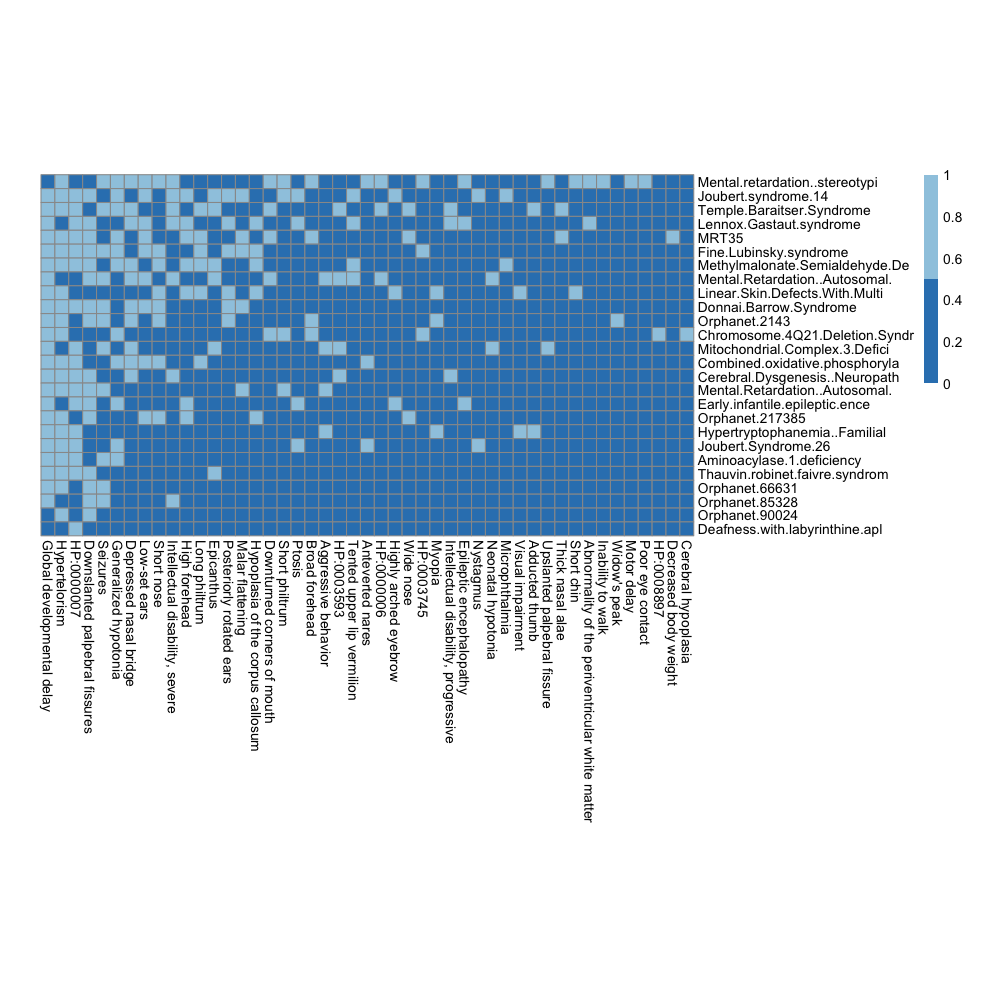 Mental.retardation..stereotypi
Joubert.syndrome.14
Temple.Baraitser.Syndrome
Lennox.Gastaut.syndrome
MRT35
Fine.Lubinsky.syndrome
Methylmalonate.Semialdehyde.De
Mental.Retardation..Autosomal.
Linear.Skin.Defects.With.Multi
Donnai.Barrow.Syndrome
Orphanet.2143
Chromosome.4Q21.Deletion.Syndr
Mitochondrial.Complex.3.Defici
Combined.oxidative.phosphoryla
Cerebral.Dysgenesis..Neuropath
Mental.Retardation..Autosomal.
Early.infantile.epileptic.ence
Orphanet.217385
Hypertryptophanemia..Familial
Joubert.Syndrome.26
Aminoacylase.1.deficiency
Thauvin.robinet.faivre.syndrom
Orphanet.66631
Orphanet.85328
Orphanet.90024
Deafness.with.labyrinthine.apl
1
0.8
0.6
0.4
0.2
0
Global developmental delay
Hypertelorism
HP:0000007
Downslanted palpebral fissures
Seizures
Generalized hypotonia
Depressed nasal bridge
Low-set ears
Short nose
Intellectual disability, severe
High forehead
Long philtrum
Epicanthus
Posteriorly rotated ears
Malar flattening
Hypoplasia of the corpus callosum
Downturned corners of mouth
Short philtrum
Ptosis
Broad forehead
Aggressive behavior
HP:0003593
Tented upper lip vermilion
Anteverted nares
HP:0000006
Highly arched eyebrow
Wide nose
HP:0003745
Myopia
Intellectual disability, progressive
Epileptic encephalopathy
Nystagmus
Neonatal hypotonia
Microphthalmia
Visual impairment
Adducted thumb
Upslanted palpebral fissure
Thick nasal alae
Short chin
Abnormality of the periventricular white matter
Inability to walk
Widow's peak
Motor delay
Poor eye contact
HP:0008897
Decreased body weight
Cerebral hypoplasia